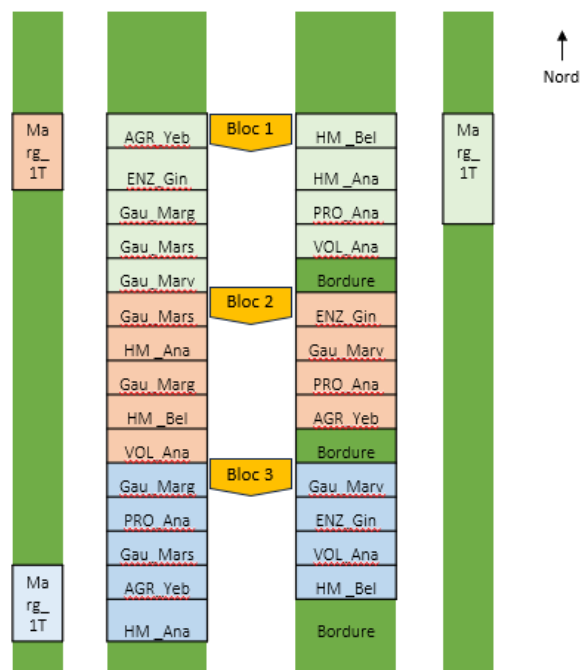 Nord
Ma
rg_
1T
AGR_Yeb
Bloc 1
HM _Bel
Ma
rg_
1T
ENZ_Gin
HM _Ana
Gau_Marg
PRO_Ana
Gau_Mars
VOL_Ana
Gau_Marv
Bordure
Gau_Mars
Bloc 2
ENZ_Gin
HM _Ana
Gau_Marv
Gau_Marg
PRO_Ana
HM _Bel
AGR_Yeb
VOL_Ana
Bordure
Gau_Marg
Bloc 3
Gau_Marv
PRO_Ana
ENZ_Gin
Gau_Mars
VOL_Ana
Ma
rg_
1T
AGR_Yeb
HM _Bel
HM _Ana
Bordure